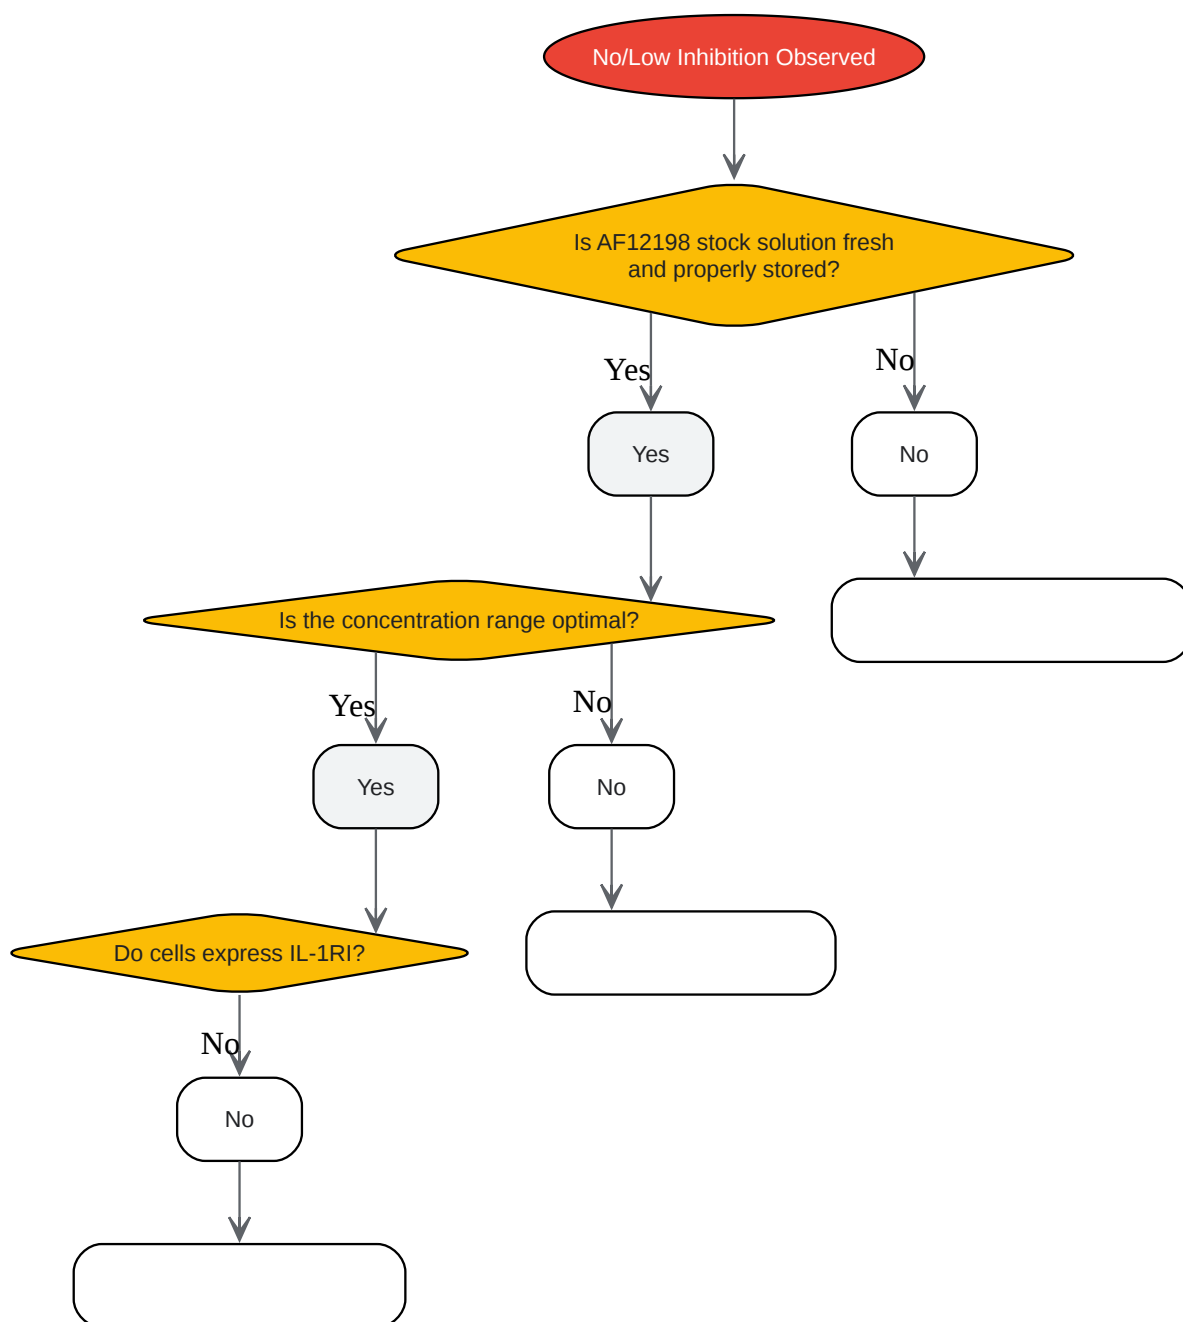 No/Low Inhibition Observed
Is AF12198 stock solution fresh
and properly stored?
Yes
No
Yes
No
Is the concentration range optimal?
Yes
No
Yes
No
Do cells express IL-1RI?
No
No